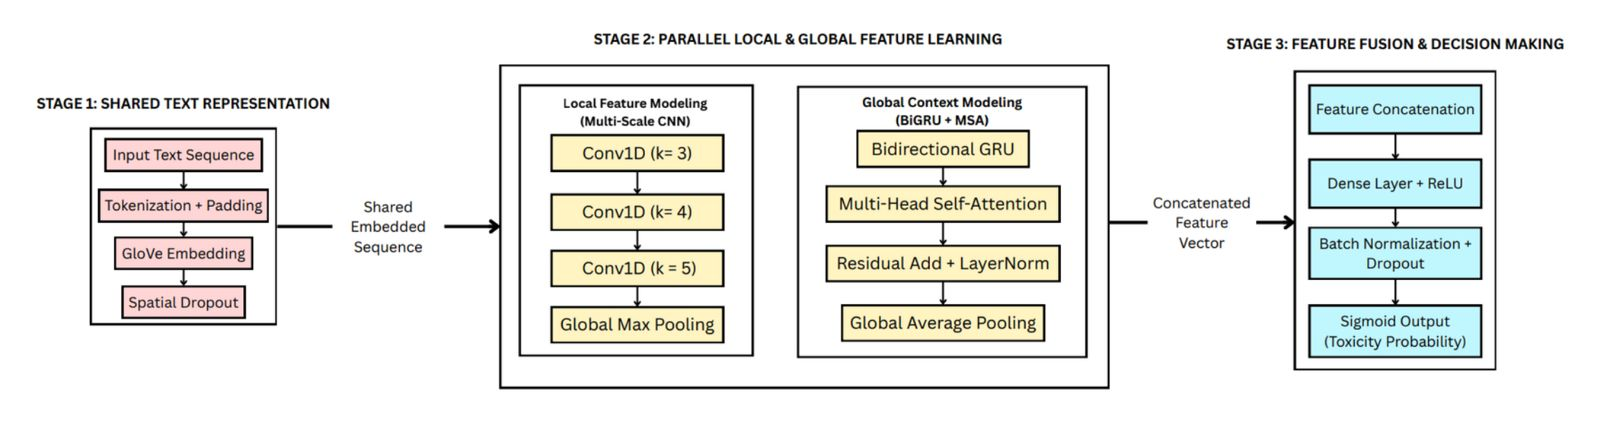 STAGE 1: SHARED TEXT REPRESENTATION
Input Text Sequence
Tokenization + Padding
GloVe Embedding
Spatial Dropout
Shared
Embedded
Sequence
STAGE 2: PARALLEL LOCAL & GLOBAL FEATURE LEARNING
Local Feature Modeling
(Multi-Scale CNN)
Conv1D (k= 3)
Conv1D (k= 4)
Conv1D (k = 5)
Global Max Pooling
Global Context Modeling
(BiGRU + MSA)
Bidirectional GRU
Multi-Head Self-Attention
Residual Add + LayerNorm
Global Average Pooling
Concatenated
Feature
Vector
STAGE 3: FEATURE FUSION & DECISION MAKING
Feature Concatenation
Dense Layer + ReLU
Batch Normalization +
Dropout
Sigmoid Output
(Toxicity Probability)